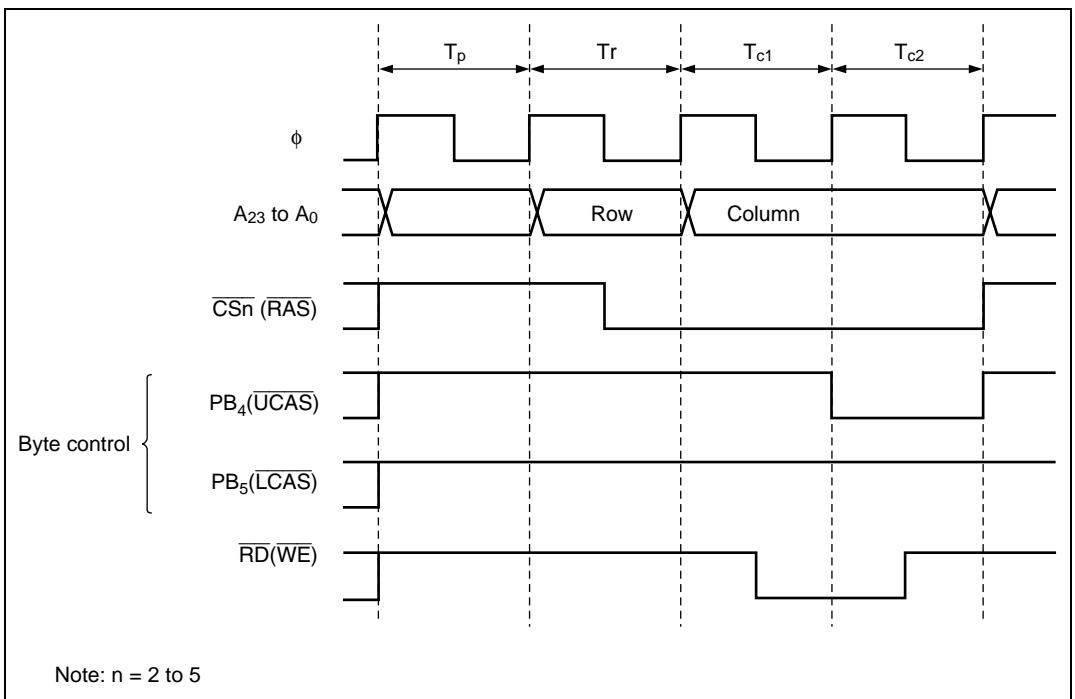 Tp Tr Tc1 Tc2
φ
A23 to A0 Row Column
CSn (RAS)
PB4(UCAS)
Byte control
PB5(LCAS)
RD(WE)
Note: n = 2 to 5